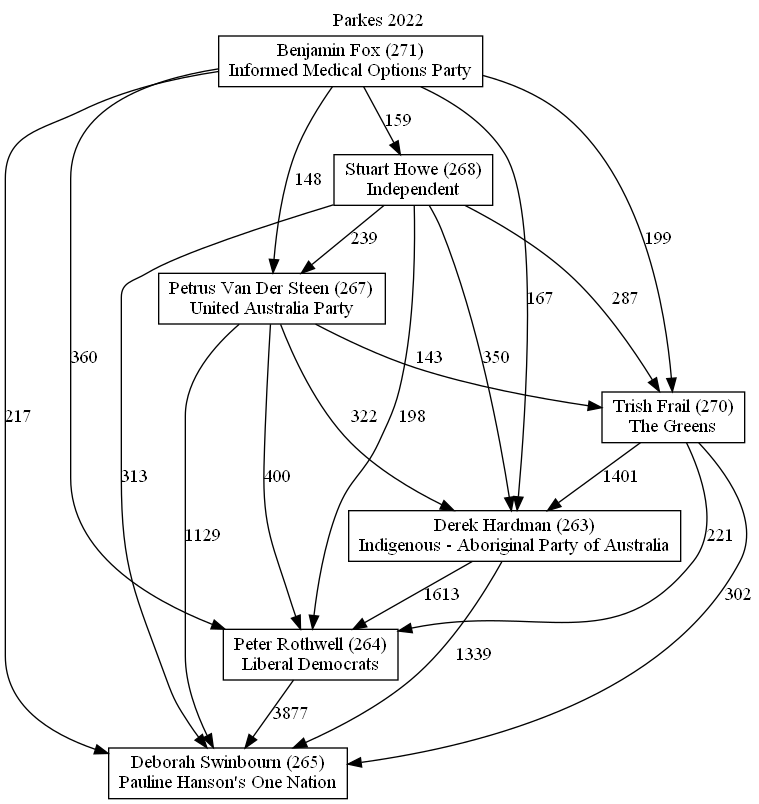 Parkes 2022
Benjamin Fox (271)
Informed Medical Options Party
159
Stuart Howe (268)
Independent
148
239
199
Petrus Van Der Steen (267)
United Australia Party
167
287
360
143
350
Trish Frail (270)
The Greens
217
322
198
313
400
1401
Derek Hardman (263)
Indigenous - Aboriginal Party of Australia
1129
221
1613
302
Peter Rothwell (264)
Liberal Democrats
1339
3877
Deborah Swinbourn (265)
Pauline Hanson's One Nation